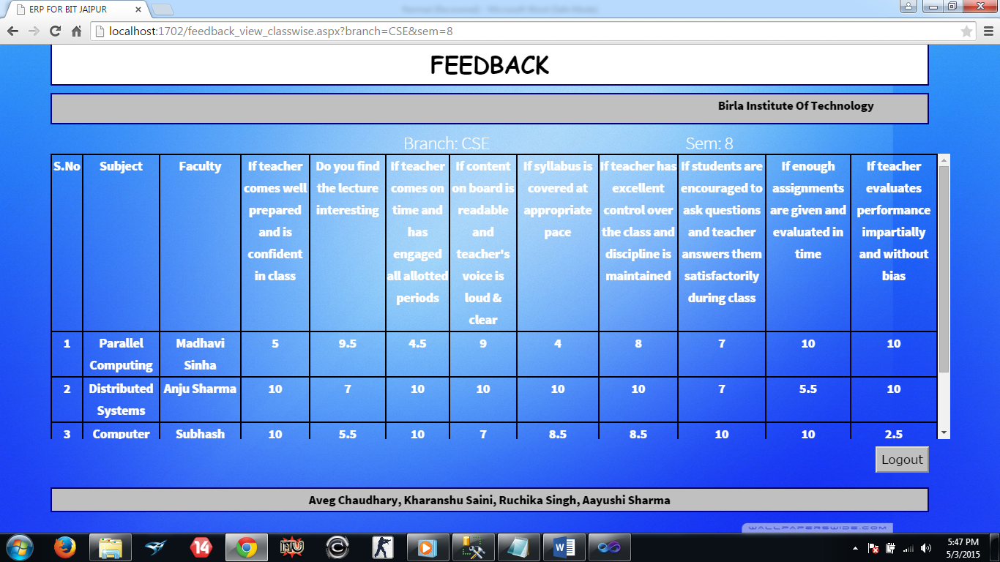 ERP FOR BIT JAIPUR
localhost:1702/feedback_view_classwise.aspx?branch=CSE&sem=8
FEEDBACK
Birla Institute Of Technology
Branch: CSE Sem: 8
S.No Subject Faculty If teacher comes well prepared and is confident in class Do you find the lecture interesting If teacher comes on time and has engaged all allotted periods If content on board is readable and teacher's voice is loud & clear If syllabus is covered at appropriate pace If teacher has excellent control over the class and discipline is maintained If students are encouraged to ask questions and teacher answers them satisfactorily during class If enough assignments are given and evaluated in time If teacher evaluates performance impartially and without bias
1 Parallel Computing Madhavi Sinha 5 9.5 4.5 9 4 8 7 10 10
2 Distributed Systems Anju Sharma 10 7 10 10 10 10 7 5.5 10
3 Computer Subhash 10 5.5 10 7 8.5 8.5 10 10 2.5
Logout
Aveg Chaudhary, Kharanshu Saini, Ruchika Singh, Aayushi Sharma
WALLPAPERSWIDE.COM
14
MU
5:47 PM
5/3/2015